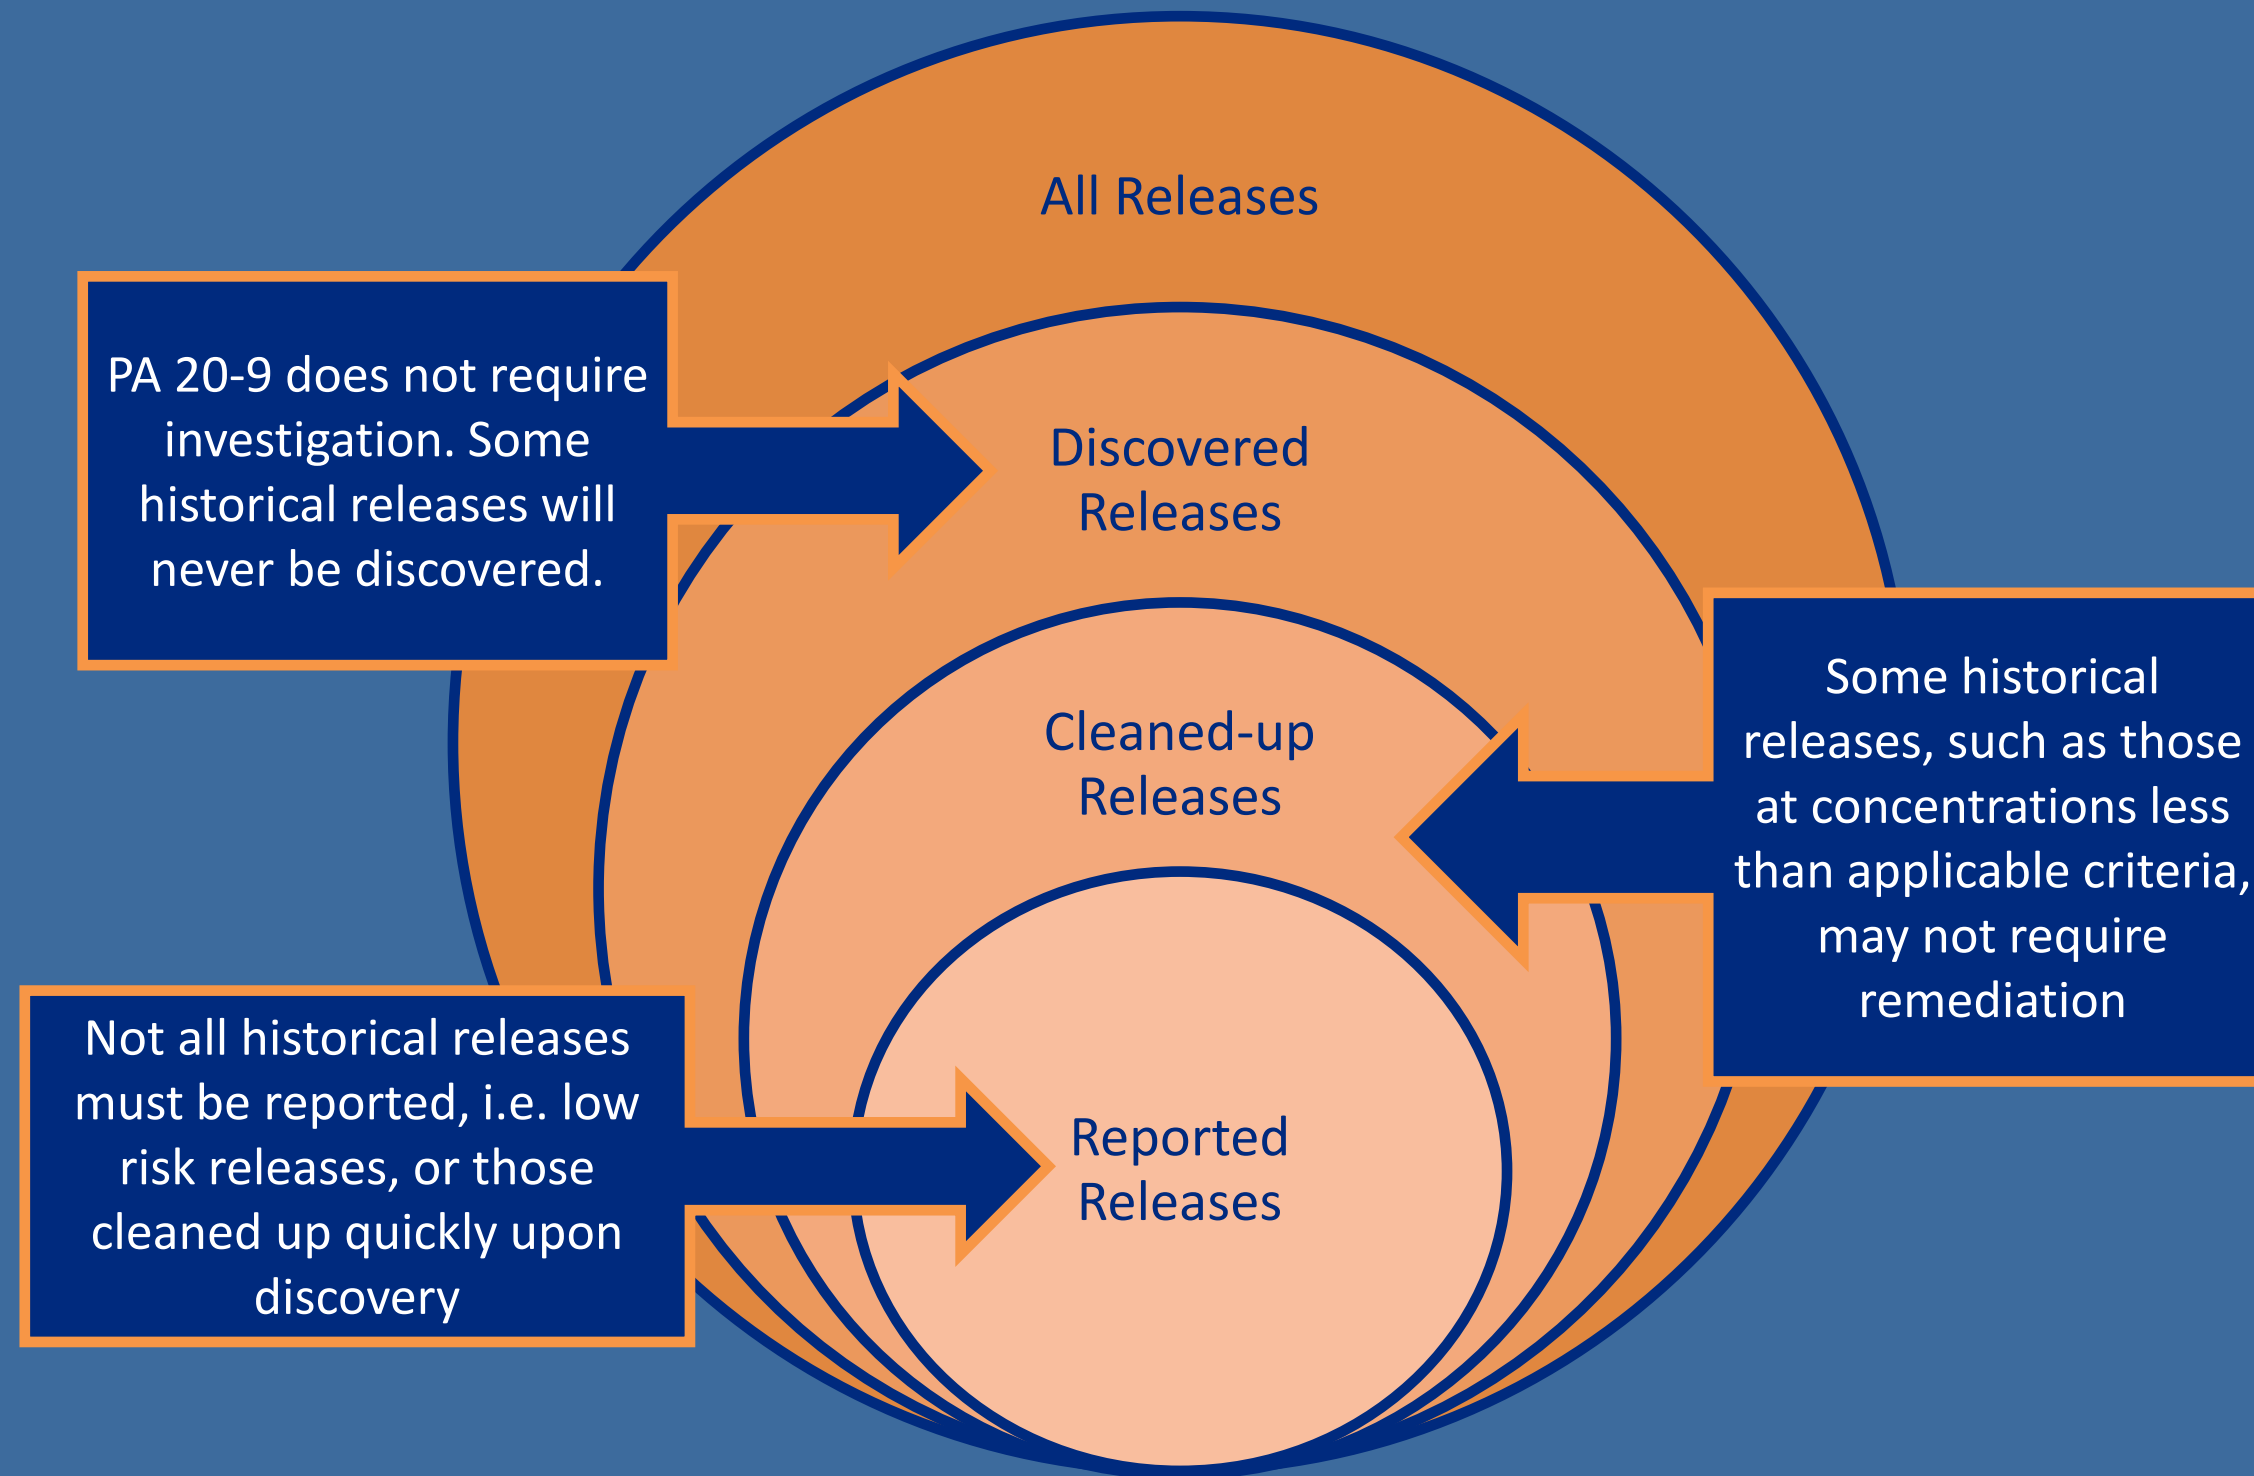 All Releases
PA 20-9 does not require
investigation. Some
historical releases will
never be discovered.
Discovered
Releases
Some historical
releases, such as those
at concentrations less
than applicable criteria,
may not require
remediation
Cleaned-up
Releases
Not all historical releases
must be reported, i.e. low
risk releases, or those
cleaned up quickly upon
discovery
Reported
Releases